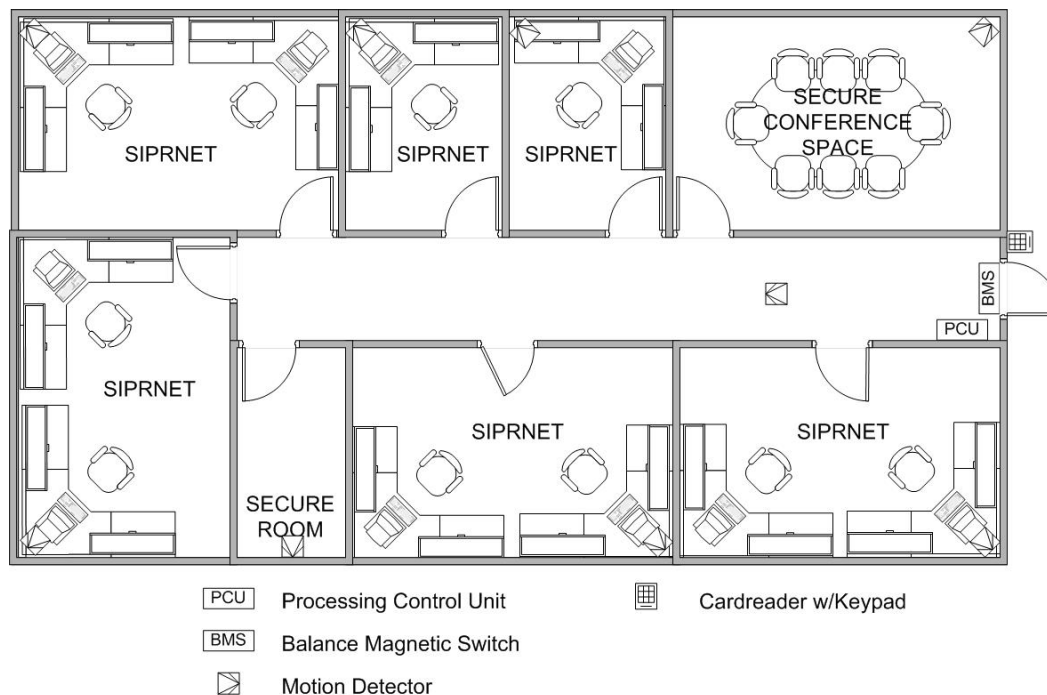 SIPRNET
SIPRNET
SIPRNET
SECURE
CONFERENCE
SPACE
BMS
PCU
SIPRNET
SIPRNET
SIPRNET
SECURE
ROOM
PCU Processing Control Unit
Cardreader w/Keypad
BMS Balance Magnetic Switch
Motion Detector